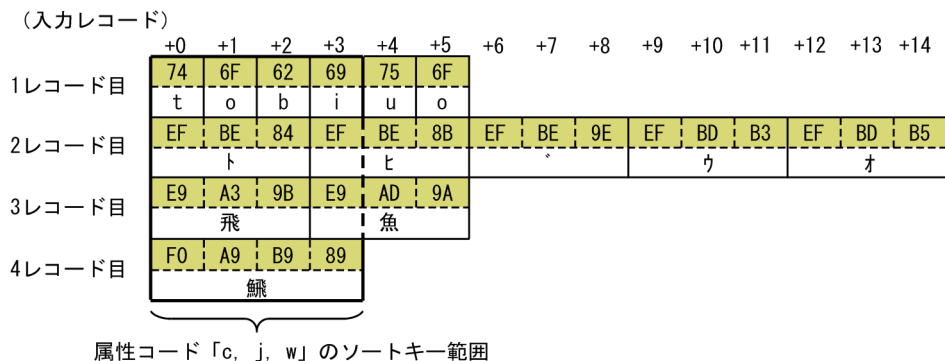 (入力レコード)
+0 +1 +2 +3 +4 +5 +6 +7 +8 +9 +10 +11 +12 +13 +14
1レコード目 74 6F 62 69 75 6F
t o b i u o
2レコード目 EF BE 84 EF BE 8B EF BE 9E EF BD B3 EF BD B5
ト ヒ ゛ ウ オ
3レコード目 E9 A3 9B E9 AD 9A
飛 魚
4レコード目 F0 A9 B9 89
𩹉
属性コード「c, j, w」のソートキー範囲